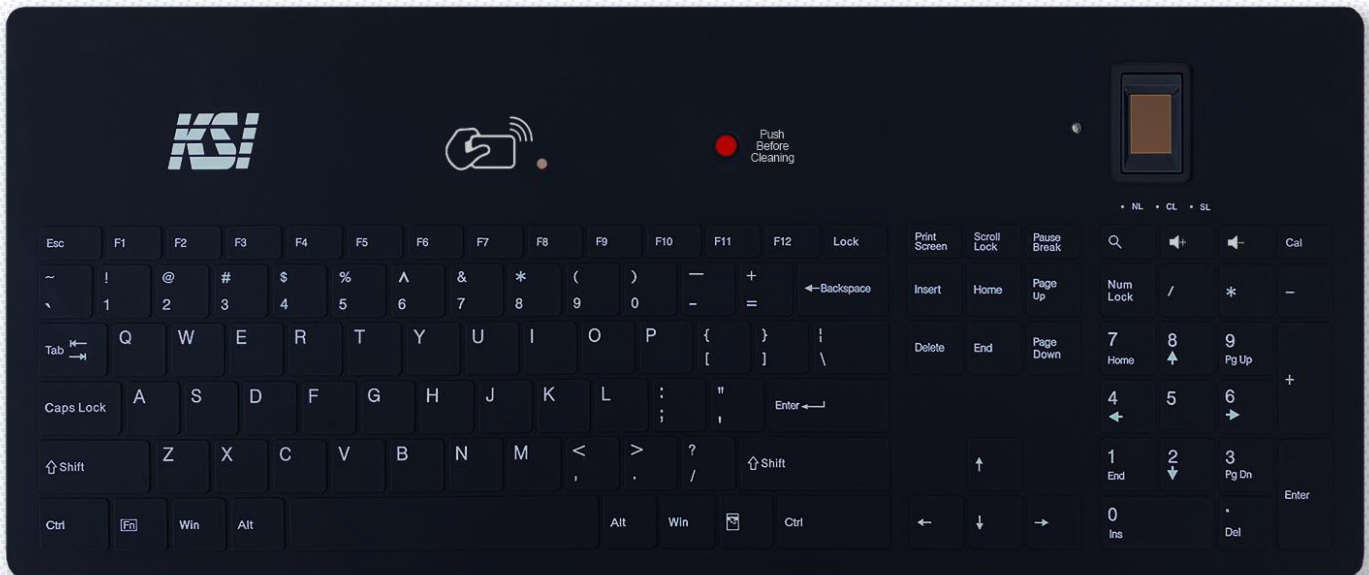 KSI
Push
Before
Cleaning
• NL • CL • SL
Esc F1 F2 F3 F4 F5 F6 F7 F8 F9 F10 F11 F12 Lock Print Screen Scroll Lock Pause Break Cal
~ ! @ # $ % ^ & * ( ) — +
` 1 2 3 4 5 6 7 8 9 0 - = ←Backspace Insert Home Page Up Num Lock / * -
Tab Q W E R T Y U I O P { } ¦
[ ] \ Delete End Page Down 7 Home 8 ↑ 9 Pg Up +
Caps Lock A S D F G H J K L : "
; , Enter 4 ← 5 6 →
⇧ Shift Z X C V B N M < > ?
, . / ⇧ Shift ↑ 1 End 2 ↓ 3 Pg Dn Enter
Ctrl Fn Win Alt Alt Win Ctrl ← ↓ → 0 Ins . Del